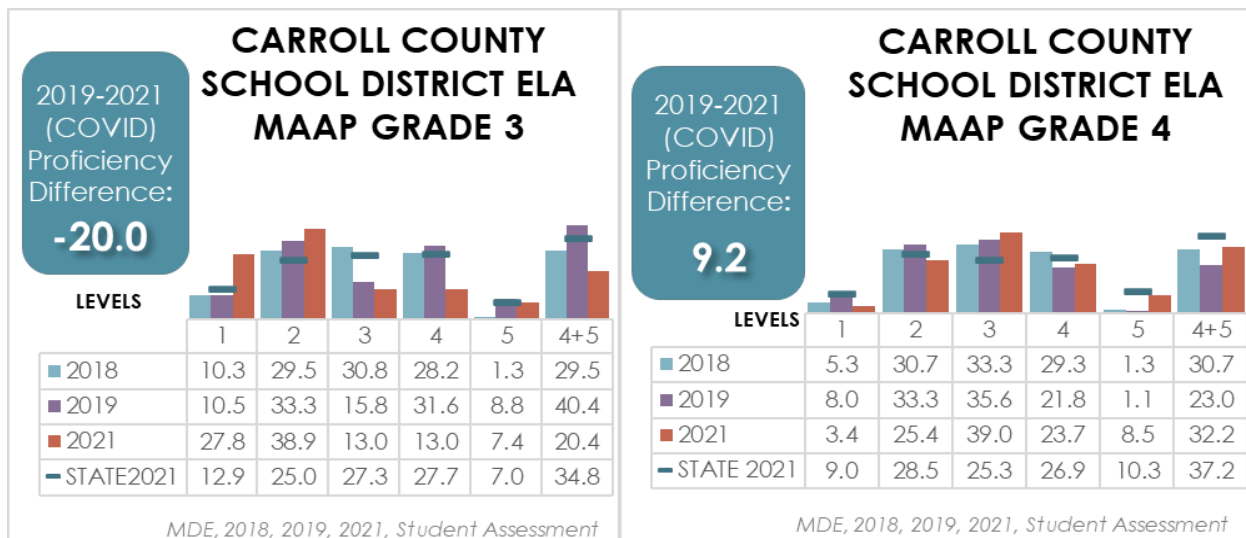 CARROLL COUNTY
SCHOOL DISTRICT ELA
MAAP GRADE 3
2019-2021
(COVID)
Proficiency
Difference:
-20.0
LEVELS
1 2 3 4 5 4+5
2018 10.3 29.5 30.8 28.2 1.3 29.5
2019 10.5 33.3 15.8 31.6 8.8 40.4
2021 27.8 38.9 13.0 13.0 7.4 20.4
STATE2021 12.9 25.0 27.3 27.7 7.0 34.8
MDE, 2018, 2019, 2021, Student Assessment
CARROLL COUNTY
SCHOOL DISTRICT ELA
MAAP GRADE 4
2019-2021
(COVID)
Proficiency
Difference:
9.2
LEVELS
1 2 3 4 5 4+5
2018 5.3 30.7 33.3 29.3 1.3 30.7
2019 8.0 33.3 35.6 21.8 1.1 23.0
2021 3.4 25.4 39.0 23.7 8.5 32.2
STATE 2021 9.0 28.5 25.3 26.9 10.3 37.2
MDE, 2018, 2019, 2021, Student Assessment